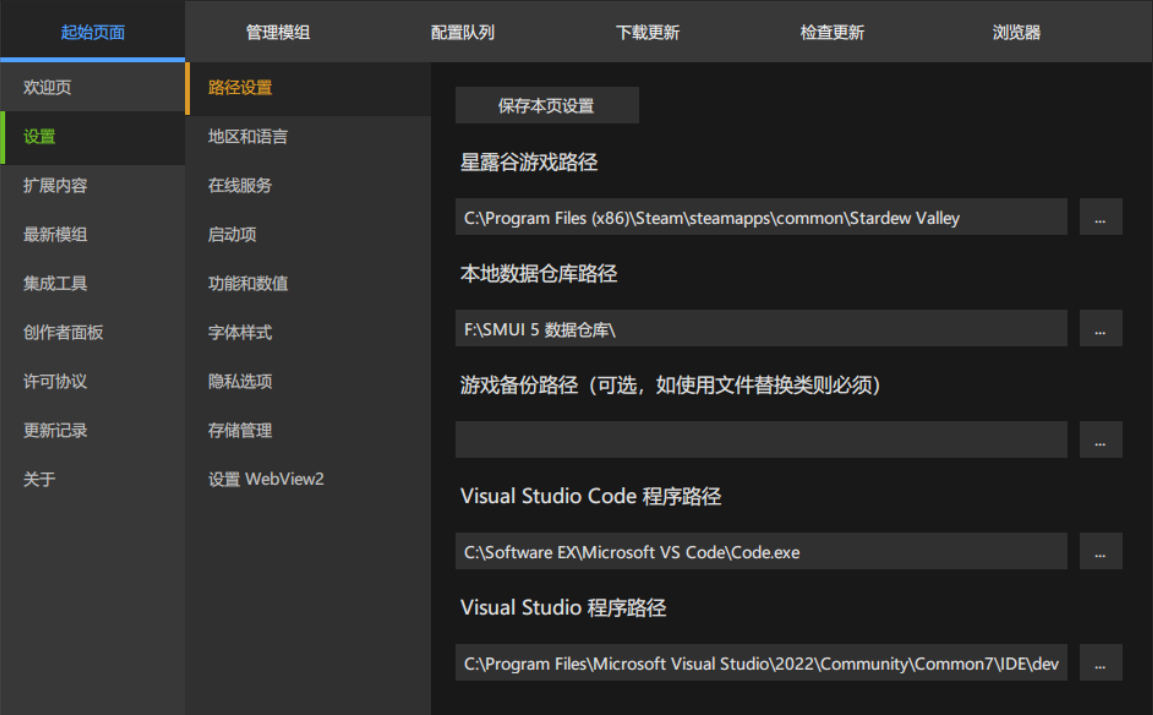 起始页面 管理模组 配置队列 下载更新 检查更新 浏览器
欢迎页
设置
扩展内容
最新模组
集成工具
创作者面板
许可协议
更新记录
关于
路径设置
地区和语言
在线服务
启动项
功能和数值
字体样式
隐私选项
存储管理
设置 WebView2
保存本页设置
星露谷游戏路径
C:\Program Files (x86)\Steam\steamapps\common\Stardew Valley ...
本地数据仓库路径
F:\SMUI 5 数据仓库\ ...
游戏备份路径（可选，如使用文件替换类则必须）
...
Visual Studio Code 程序路径
C:\Software EX\Microsoft VS Code\Code.exe ...
Visual Studio 程序路径
C:\Program Files\Microsoft Visual Studio\2022\Community\Common7\IDE\dev ...